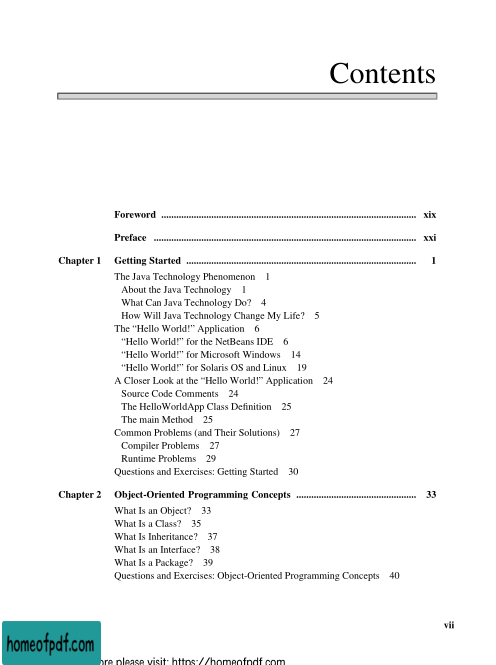 Contents
Foreword ........................................................................................................ xix
Preface .......................................................................................................... xxi
Chapter 1 Getting Started ............................................................................................. 1
The Java Technology Phenomenon 1
About the Java Technology 1
What Can Java Technology Do? 4
How Will Java Technology Change My Life? 5
The “Hello World!” Application 6
“Hello World!” for the NetBeans IDE 6
“Hello World!” for Microsoft Windows 14
“Hello World!” for Solaris OS and Linux 19
A Closer Look at the “Hello World!” Application 24
Source Code Comments 24
The HelloWorldApp Class Definition 25
The main Method 25
Common Problems (and Their Solutions) 27
Compiler Problems 27
Runtime Problems 29
Questions and Exercises: Getting Started 30
Chapter 2 Object-Oriented Programming Concepts ................................................ 33
What Is an Object? 33
What Is a Class? 35
What Is Inheritance? 37
What Is an Interface? 38
What Is a Package? 39
Questions and Exercises: Object-Oriented Programming Concepts 40
vii
homeofpdf.com
please visit: https://homeofpdf.com